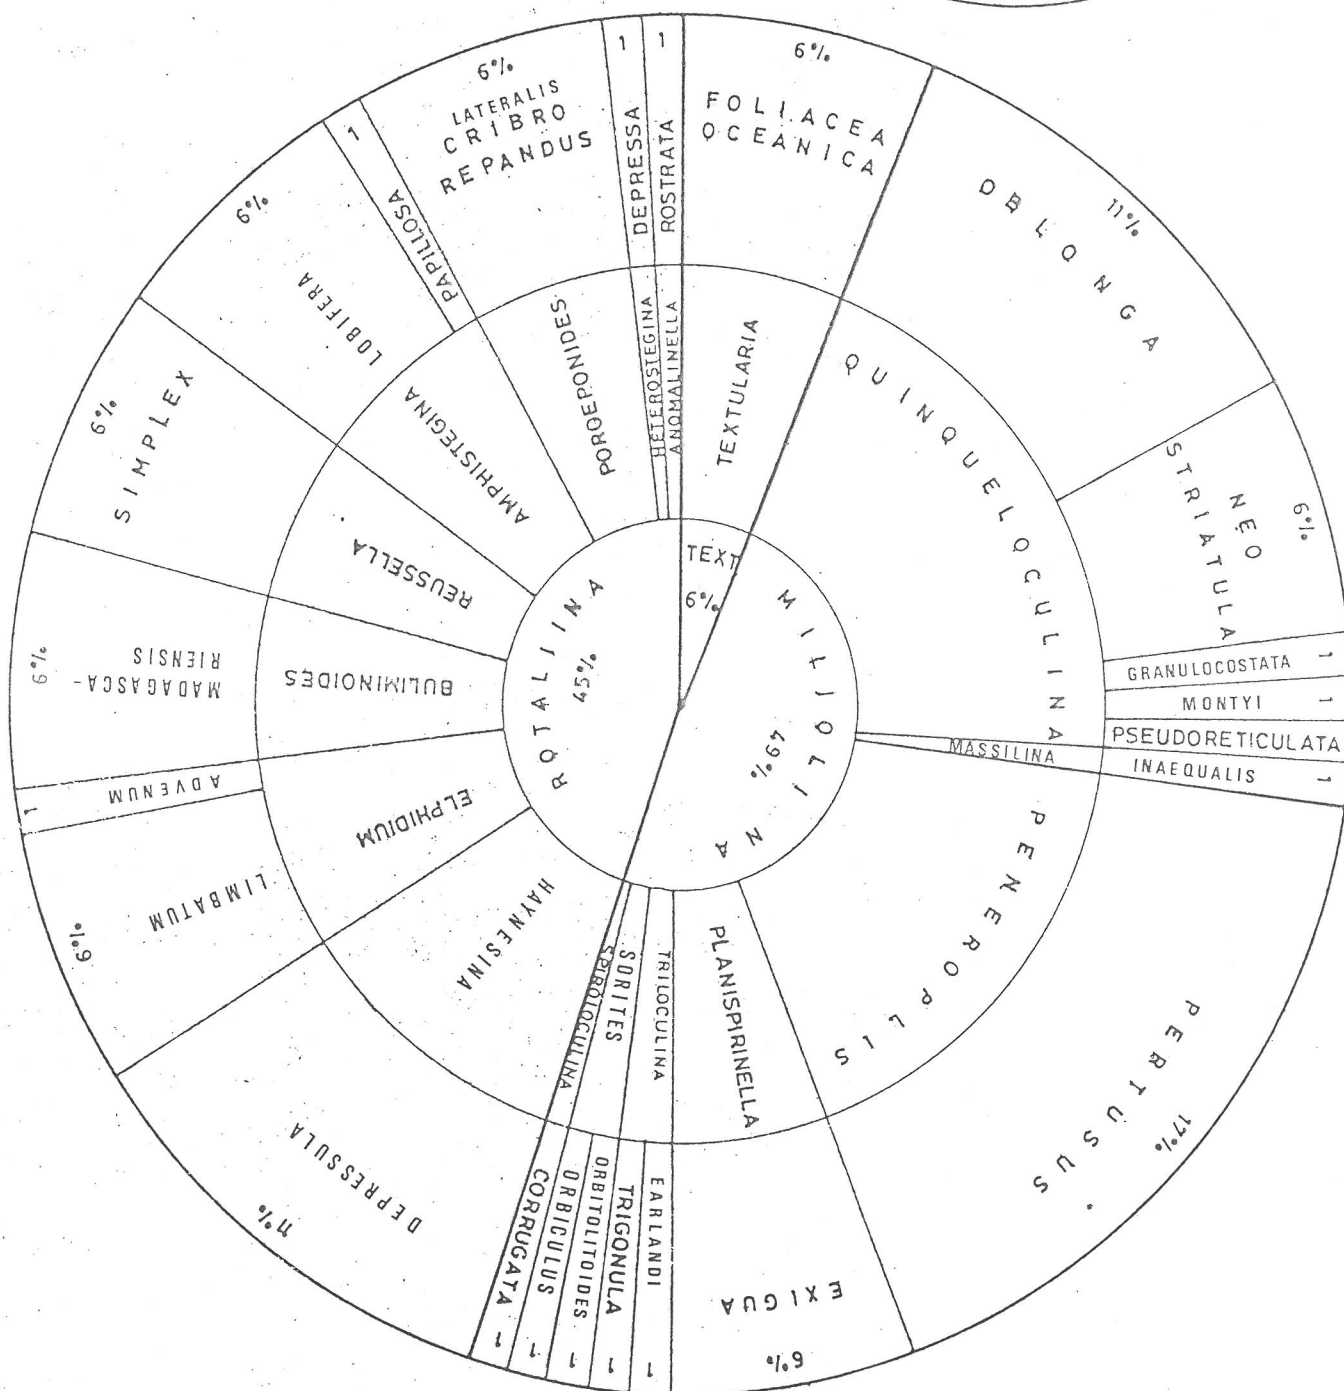 TEXT
6%
MILIOLINA
49%
ROTALIINA
45%
TEXTULARIA
QUINQUELOCULINA
MASSILINA
PENEROPLIS
PLANISPIRINELLA
TRILOCULINA
SORITES
SPIROLOCULINA
HAYNESINA
ELPHIDIUM
BULIMINOIDES
REUSSELLA
AMPHISTEGINA
POROEPONIDES
HETEROSTEGINA
ANOMALINELLA
6%
FOLIACEA
OCEANICA
11%
OBLONGA
6%
NEO
STRIATULA
GRANULOCOSTATA 1
MONTYI 1
PSEUDORETICULATA
INAEQUALIS 1
PERTUSUS
17%
EXIGUA
6%
EARLANDI 1
TRIGONULA 1
ORBITOLITOIDES 1
ORBICULUS 1
CORRUGATA 1
DEPRESSULA
11%
LIMBATUM
6%
ADVENUM 1
MADAGASCA-
RIENSIS
6%
SIMPLEX
6%
LOBIFERA
6%
PAPILLOSA 1
6%
LATERALIS
CRIBRO
REPANDUS
DEPRESSA 1
ROSTRATA 1